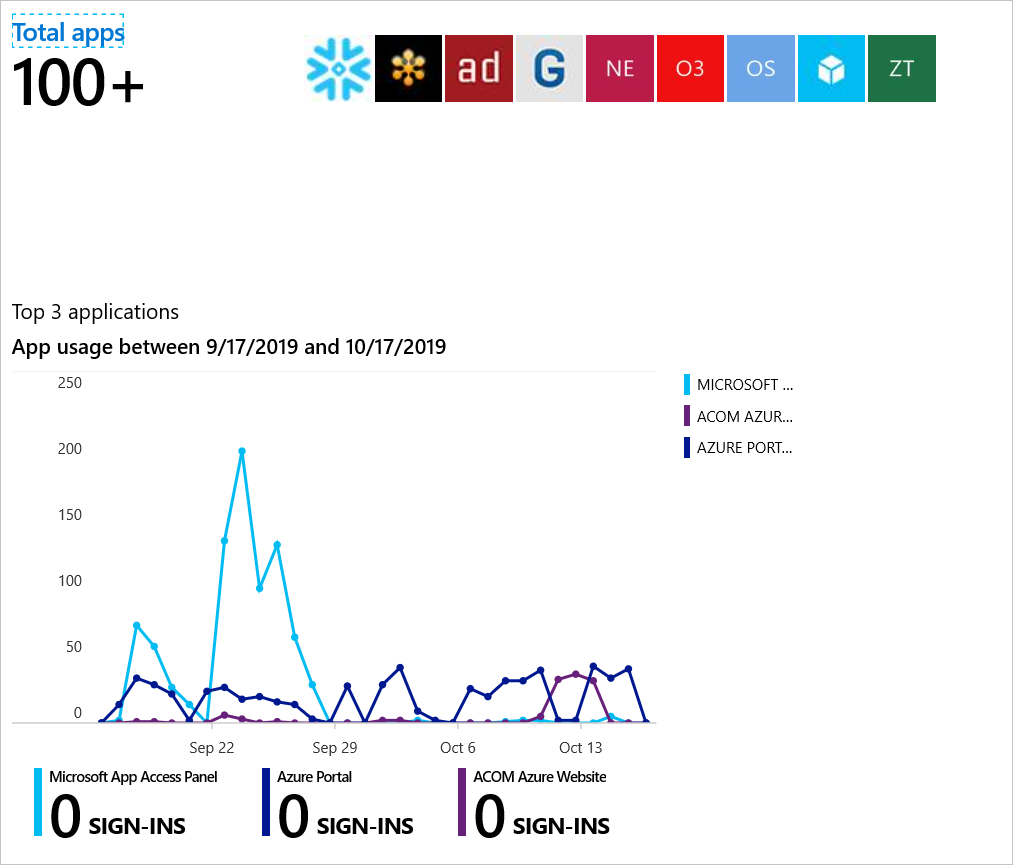 Total apps
100+
ad G NE O3 OS ZT
Top 3 applications
App usage between 9/17/2019 and 10/17/2019
250
200
150
100
50
0
Sep 22 Sep 29 Oct 6 Oct 13
MICROSOFT ...
ACOM AZUR...
AZURE PORT...
Microsoft App Access Panel
0 SIGN-INS
Azure Portal
0 SIGN-INS
ACOM Azure Website
0 SIGN-INS